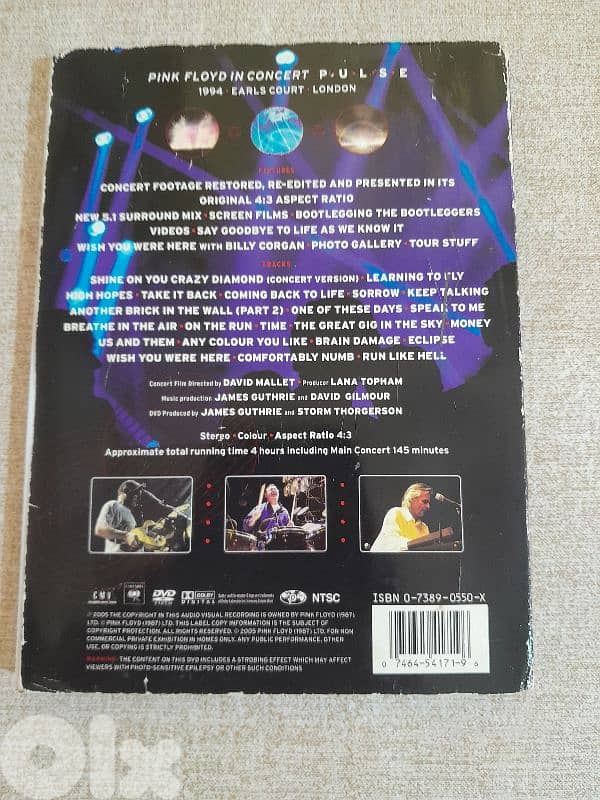 PINK FLOYD IN CONCERT P·U·L·S·E
1994 · EARLS COURT · LONDON
FEATURES
CONCERT FOOTAGE RESTORED, RE-EDITED AND PRESENTED IN ITS
ORIGINAL 4:3 ASPECT RATIO
NEW 5.1 SURROUND MIX · SCREEN FILMS · BOOTLEGGING THE BOOTLEGGERS
VIDEOS · SAY GOODBYE TO LIFE AS WE KNOW IT
WISH YOU WERE HERE WITH BILLY CORGAN · PHOTO GALLERY · TOUR STUFF
TRACKS
SHINE ON YOU CRAZY DIAMOND (CONCERT VERSION) · LEARNING TO FLY
HIGH HOPES · TAKE IT BACK · COMING BACK TO LIFE · SORROW · KEEP TALKING
ANOTHER BRICK IN THE WALL (PART 2) · ONE OF THESE DAYS · SPEAK TO ME
BREATHE IN THE AIR · ON THE RUN · TIME · THE GREAT GIG IN THE SKY · MONEY
US AND THEM · ANY COLOUR YOU LIKE · BRAIN DAMAGE · ECLIPSE
WISH YOU WERE HERE · COMFORTABLY NUMB · RUN LIKE HELL
Concert Film Directed by DAVID MALLET · Producer LANA TOPHAM
Music production JAMES GUTHRIE and DAVID GILMOUR
DVD Produced by JAMES GUTHRIE and STORM THORGERSON
Stereo · Colour · Aspect Ratio 4:3
Approximate total running time 4 hours including Main Concert 145 minutes
EMI COLUMBIA DVD VIDEO DOLBY DIGITAL NTSC
ISBN 0-7389-0550-X
℗ 2005 THE COPYRIGHT IN THIS AUDIO VISUAL RECORDING IS OWNED BY PINK FLOYD (1987)
LTD. © PINK FLOYD (1987) LTD. THIS LABEL COPY INFORMATION IS THE SUBJECT OF
COPYRIGHT PROTECTION. ALL RIGHTS RESERVED. © 2005 PINK FLOYD (1987) LTD. FOR NON
COMMERCIAL PRIVATE EXHIBITION IN HOMES ONLY. ANY PUBLIC PERFORMANCE, OTHER
USE, OR COPYING IS STRICTLY PROHIBITED.
WARNING: THE CONTENT ON THIS DVD INCLUDES A STROBING EFFECT WHICH MAY AFFECT
VIEWERS WITH PHOTO-SENSITIVE EPILEPSY OR OTHER SUCH CONDITIONS
0 7464-54171-9 6
olx